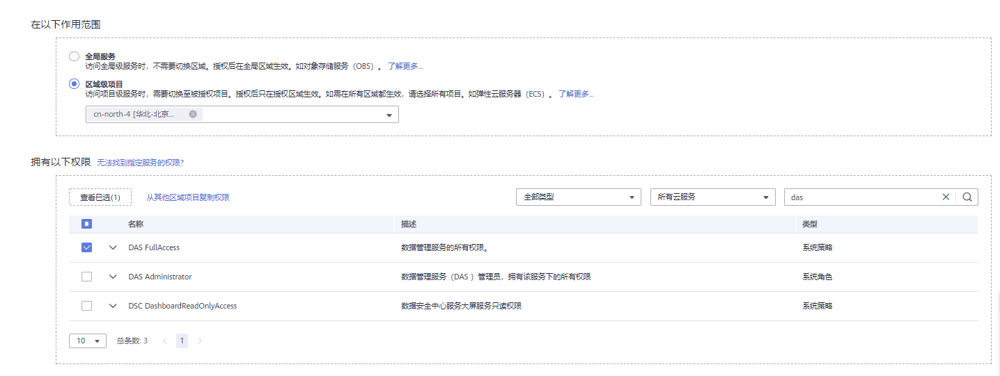 在以下作用范围
全局服务
访问全局级服务时，不需要切换区域。授权后在全局区域生效。如对象存储服务（OBS）。 了解更多...
区域级项目
访问项目级服务时，需要切换至被授权项目。授权后只在授权区域生效。如需在所有区域都生效，请选择所有项目。如弹性云服务器（ECS）。 了解更多...
cn-north-4 [华北-北京...
拥有以下权限 无法找到指定服务的权限?
查看已选(1) 从其他区域项目复制权限 全部类型 所有云服务 das
名称 描述 类型
DAS FullAccess 数据管理服务的所有权限。 系统策略
DAS Administrator 数据管理服务（DAS ）管理员，拥有该服务下的所有权限 系统角色
DSC DashboardReadOnlyAccess 数据安全中心服务大屏服务只读权限 系统策略
10 总条数: 3 < 1 >